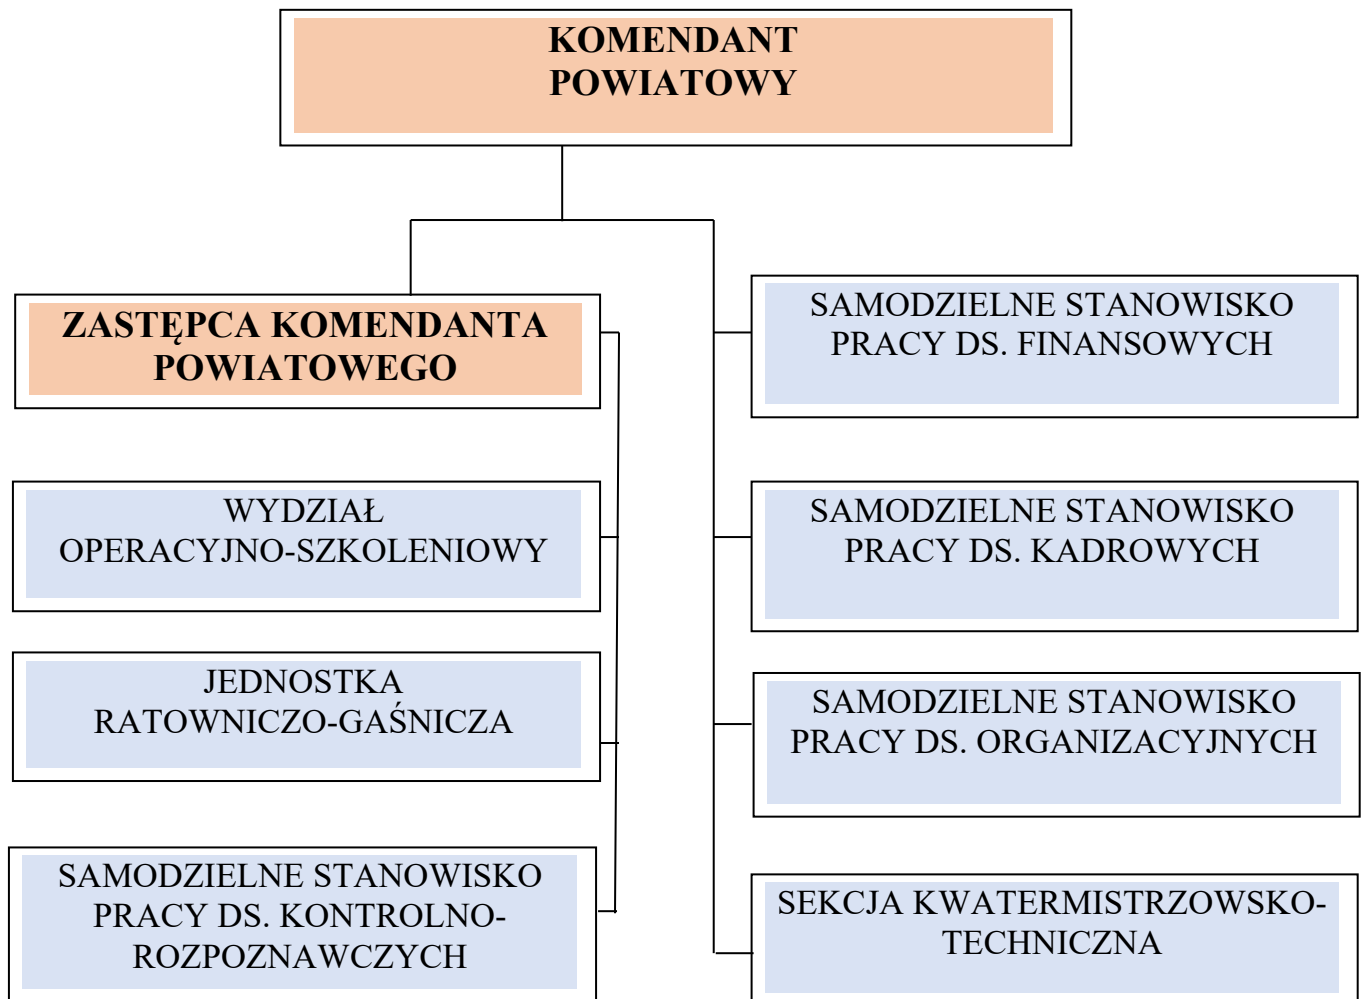 KOMENDANT
POWIATOWY
ZASTĘPCA KOMENDANTA
POWIATOWEGO
WYDZIAŁ
OPERACYJNO-SZKOLENIOWY
JEDNOSTKA
RATOWNICZO-GAŚNICZA
SAMODZIELNE STANOWISKO
PRACY DS. KONTROLNO-
ROZPOZNAWCZYCH
SAMODZIELNE STANOWISKO
PRACY DS. FINANSOWYCH
SAMODZIELNE STANOWISKO
PRACY DS. KADROWYCH
SAMODZIELNE STANOWISKO
PRACY DS. ORGANIZACYJNYCH
SEKCJA KWATERMISTRZOWSKO-
TECHNICZNA